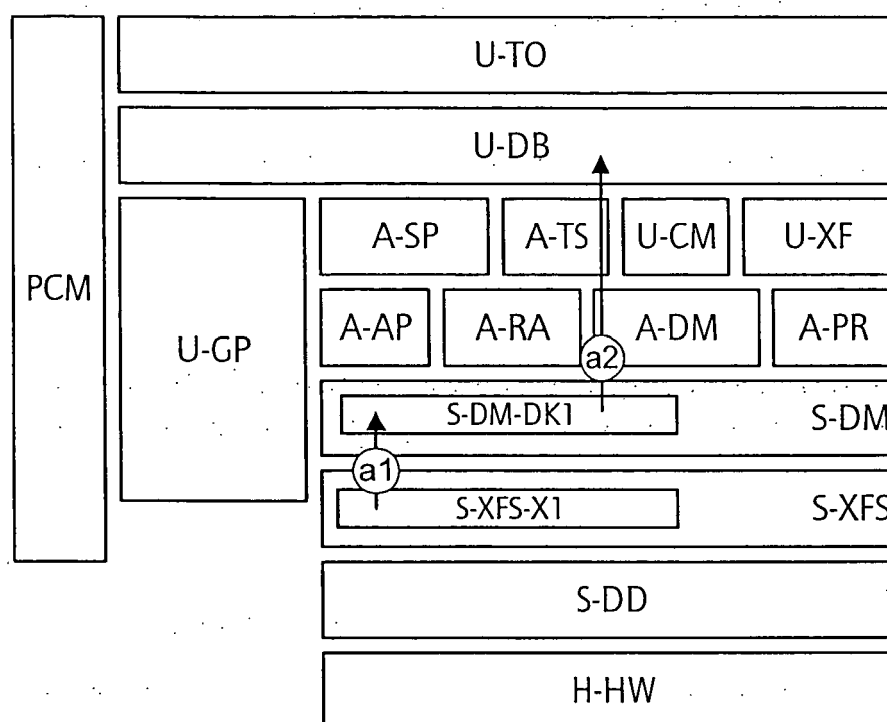 U-TO
U-DB
A-SP A-TS U-CM U-XF
PCM
U-GP
A-AP A-RA A-DM A-PR
a2
S-DM-DK1 S-DM
a1
S-XFS-X1 S-XFS
S-DD
H-HW